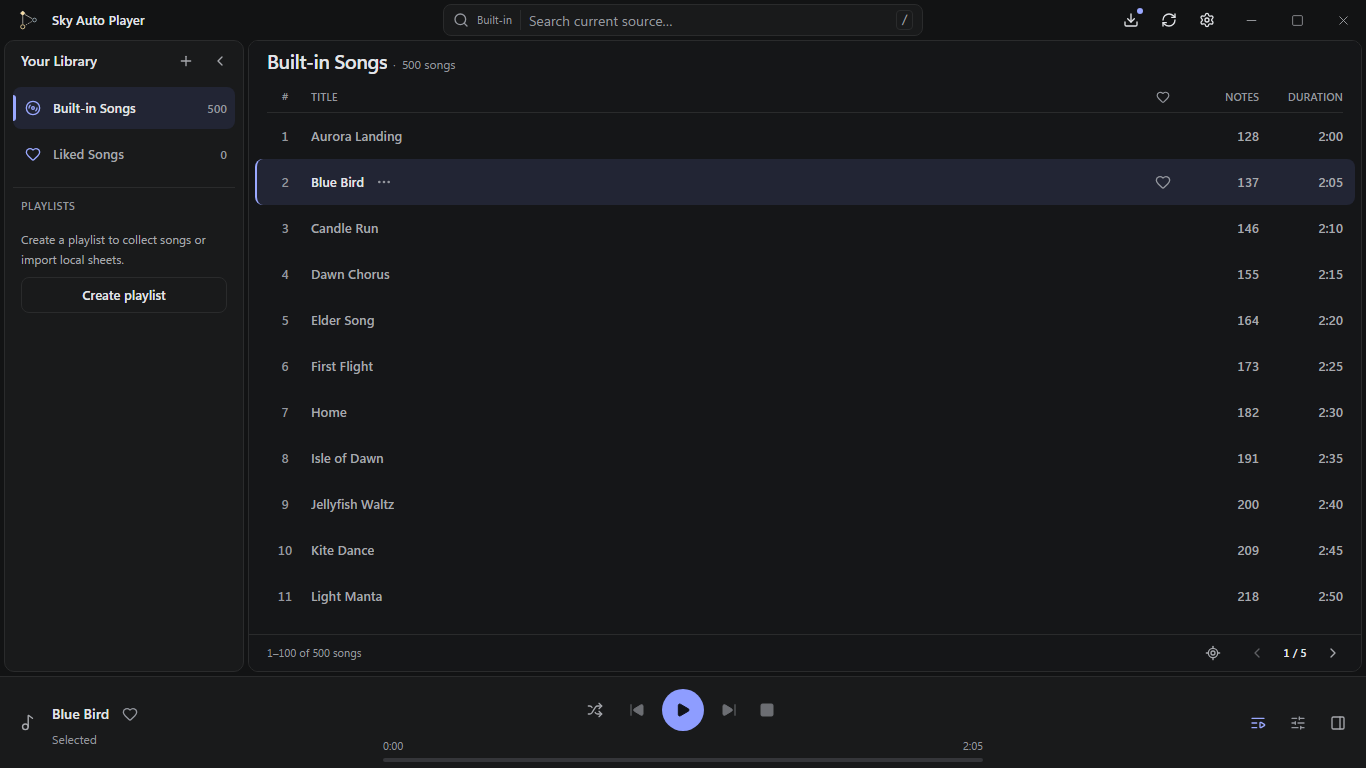 Sky Auto Player
Built-in
Search current source...
/
Your Library
Built-in Songs 500
Liked Songs 0
PLAYLISTS
Create a playlist to collect songs or
import local sheets.
Create playlist
Built-in Songs · 500 songs
# TITLE NOTES DURATION
1 Aurora Landing 128 2:00
2 Blue Bird ··· 137 2:05
3 Candle Run 146 2:10
4 Dawn Chorus 155 2:15
5 Elder Song 164 2:20
6 First Flight 173 2:25
7 Home 182 2:30
8 Isle of Dawn 191 2:35
9 Jellyfish Waltz 200 2:40
10 Kite Dance 209 2:45
11 Light Manta 218 2:50
1–100 of 500 songs
1 / 5
Blue Bird
Selected
0:00 2:05